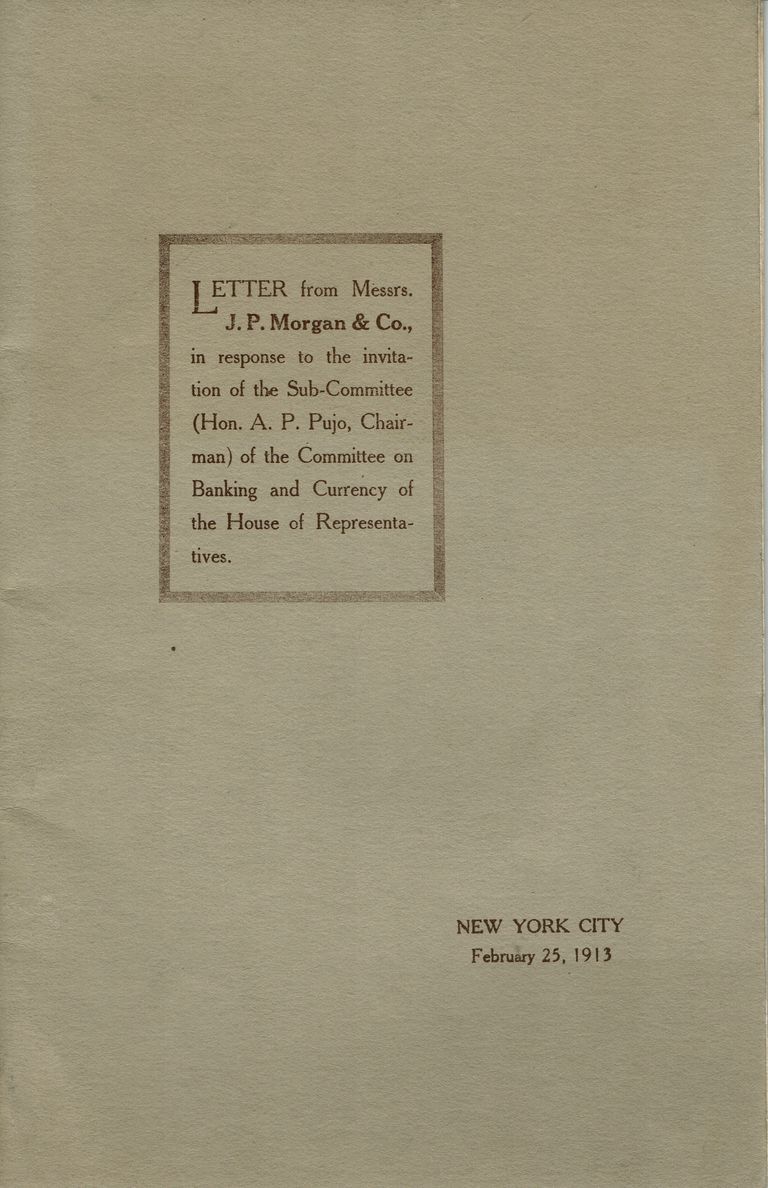 LETTER from Messrs.
J. P. Morgan & Co.,
in response to the invita-
tion of the Sub-Committee
(Hon. A. P. Pujo, Chair-
man) of the Committee on
Banking and Currency of
the House of Representa-
tives.
NEW YORK CITY
February 25, 1913